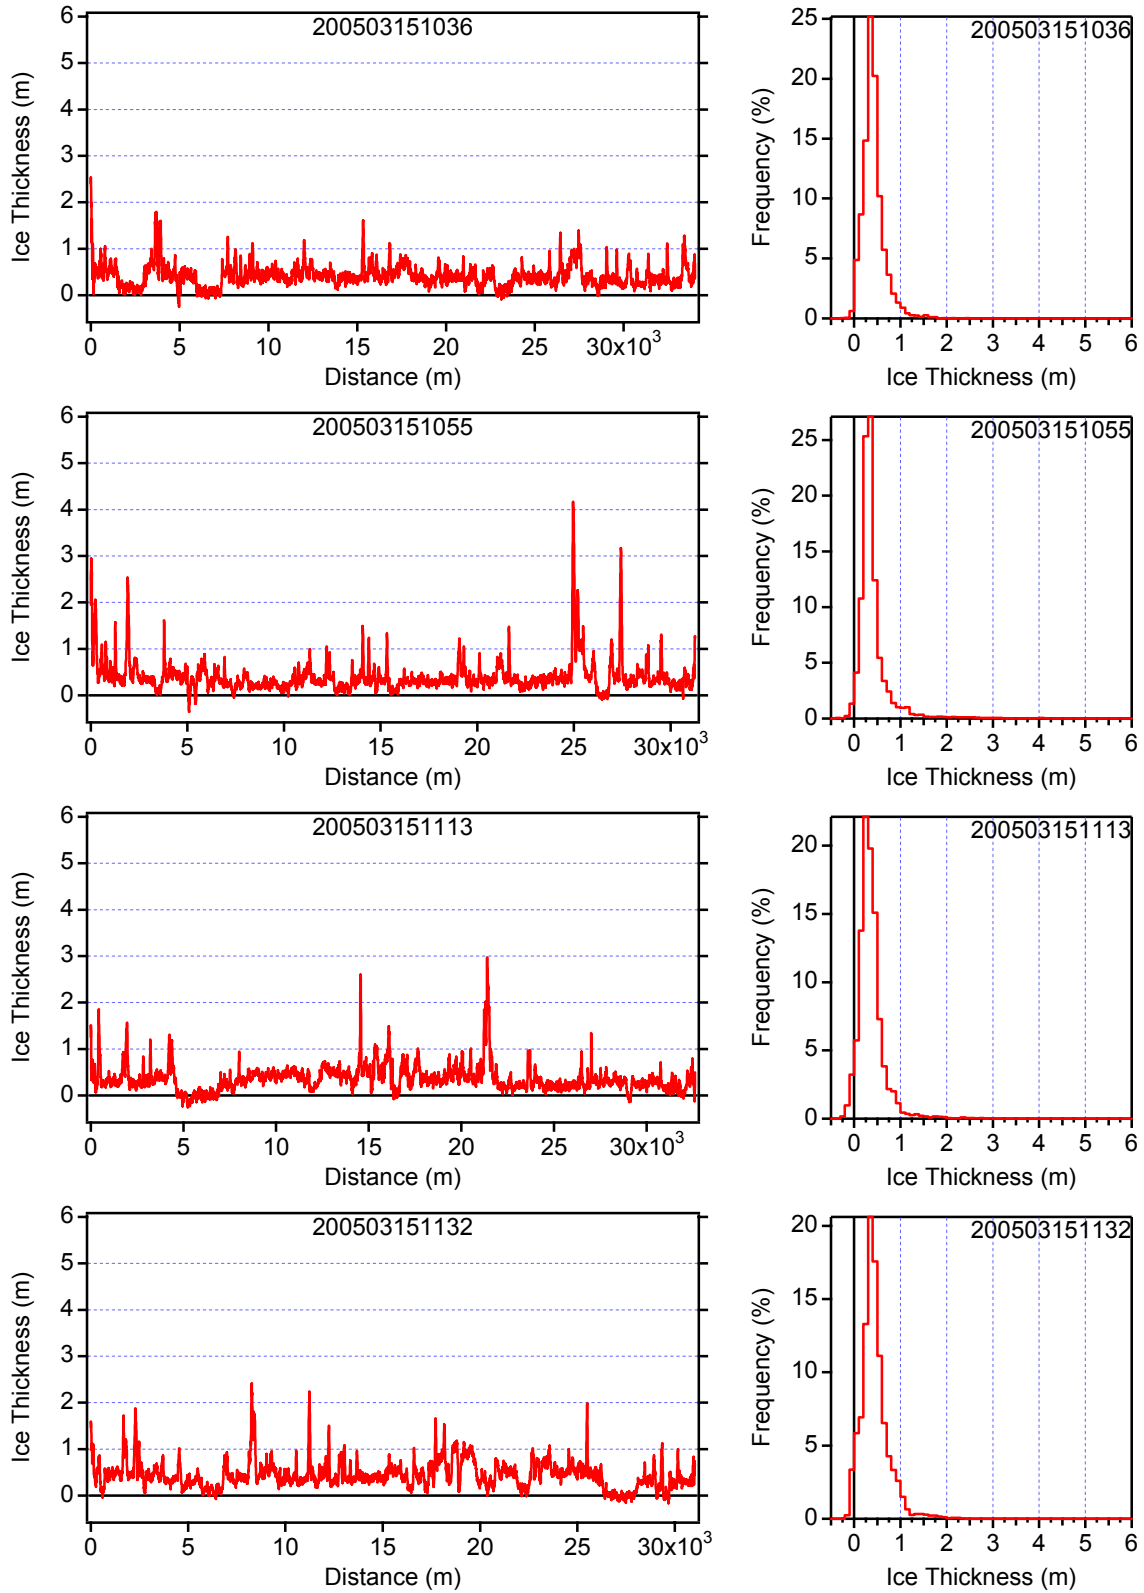 200503151036
Ice Thickness (m)
6
5
4
3
2
1
0
0 5 10 15 20 25 30x10³
Distance (m)
200503151036
Frequency (%)
25
20
15
10
5
0
0 1 2 3 4 5 6
Ice Thickness (m)
200503151055
Ice Thickness (m)
6
5
4
3
2
1
0
0 5 10 15 20 25 30x10³
Distance (m)
200503151055
Frequency (%)
25
20
15
10
5
0
0 1 2 3 4 5 6
Ice Thickness (m)
200503151113
Ice Thickness (m)
6
5
4
3
2
1
0
0 5 10 15 20 25 30x10³
Distance (m)
200503151113
Frequency (%)
20
15
10
5
0
0 1 2 3 4 5 6
Ice Thickness (m)
200503151132
Ice Thickness (m)
6
5
4
3
2
1
0
0 5 10 15 20 25 30x10³
Distance (m)
200503151132
Frequency (%)
20
15
10
5
0
0 1 2 3 4 5 6
Ice Thickness (m)